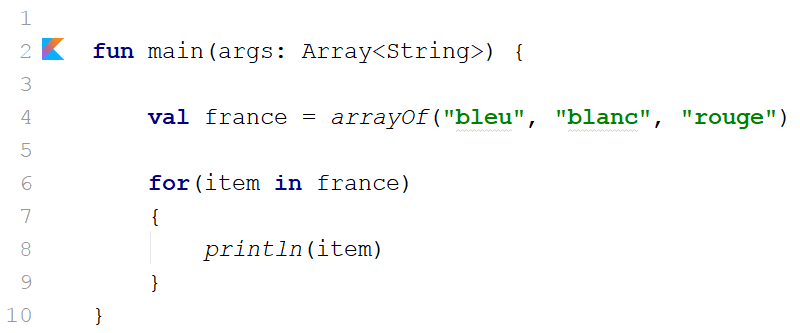 1
2 fun main(args: Array<String>) {
3
4     val france = arrayOf("bleu", "blanc", "rouge")
5
6     for(item in france)
7     {
8         println(item)
9     }
10 }